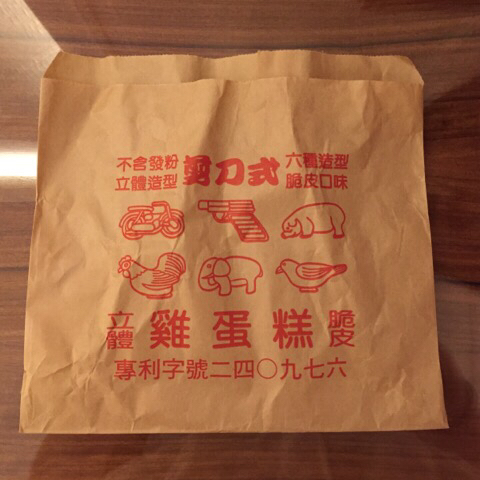 不含發粉 剪刀式 六種造型
立體造型 脆皮口味
立體 雞蛋糕 脆皮
專利字號二四〇九七六